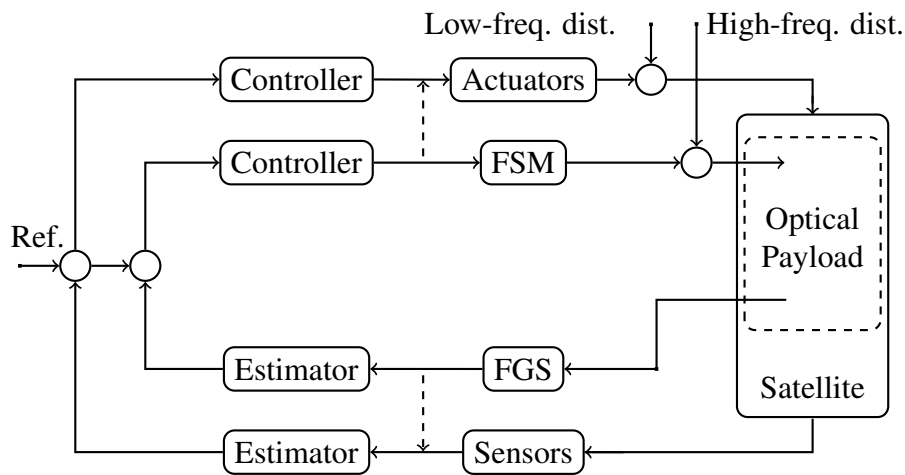 Low-freq. dist. High-freq. dist.
Controller Actuators
Controller FSM
Optical
Payload
Ref.
Estimator FGS
Satellite
Estimator Sensors